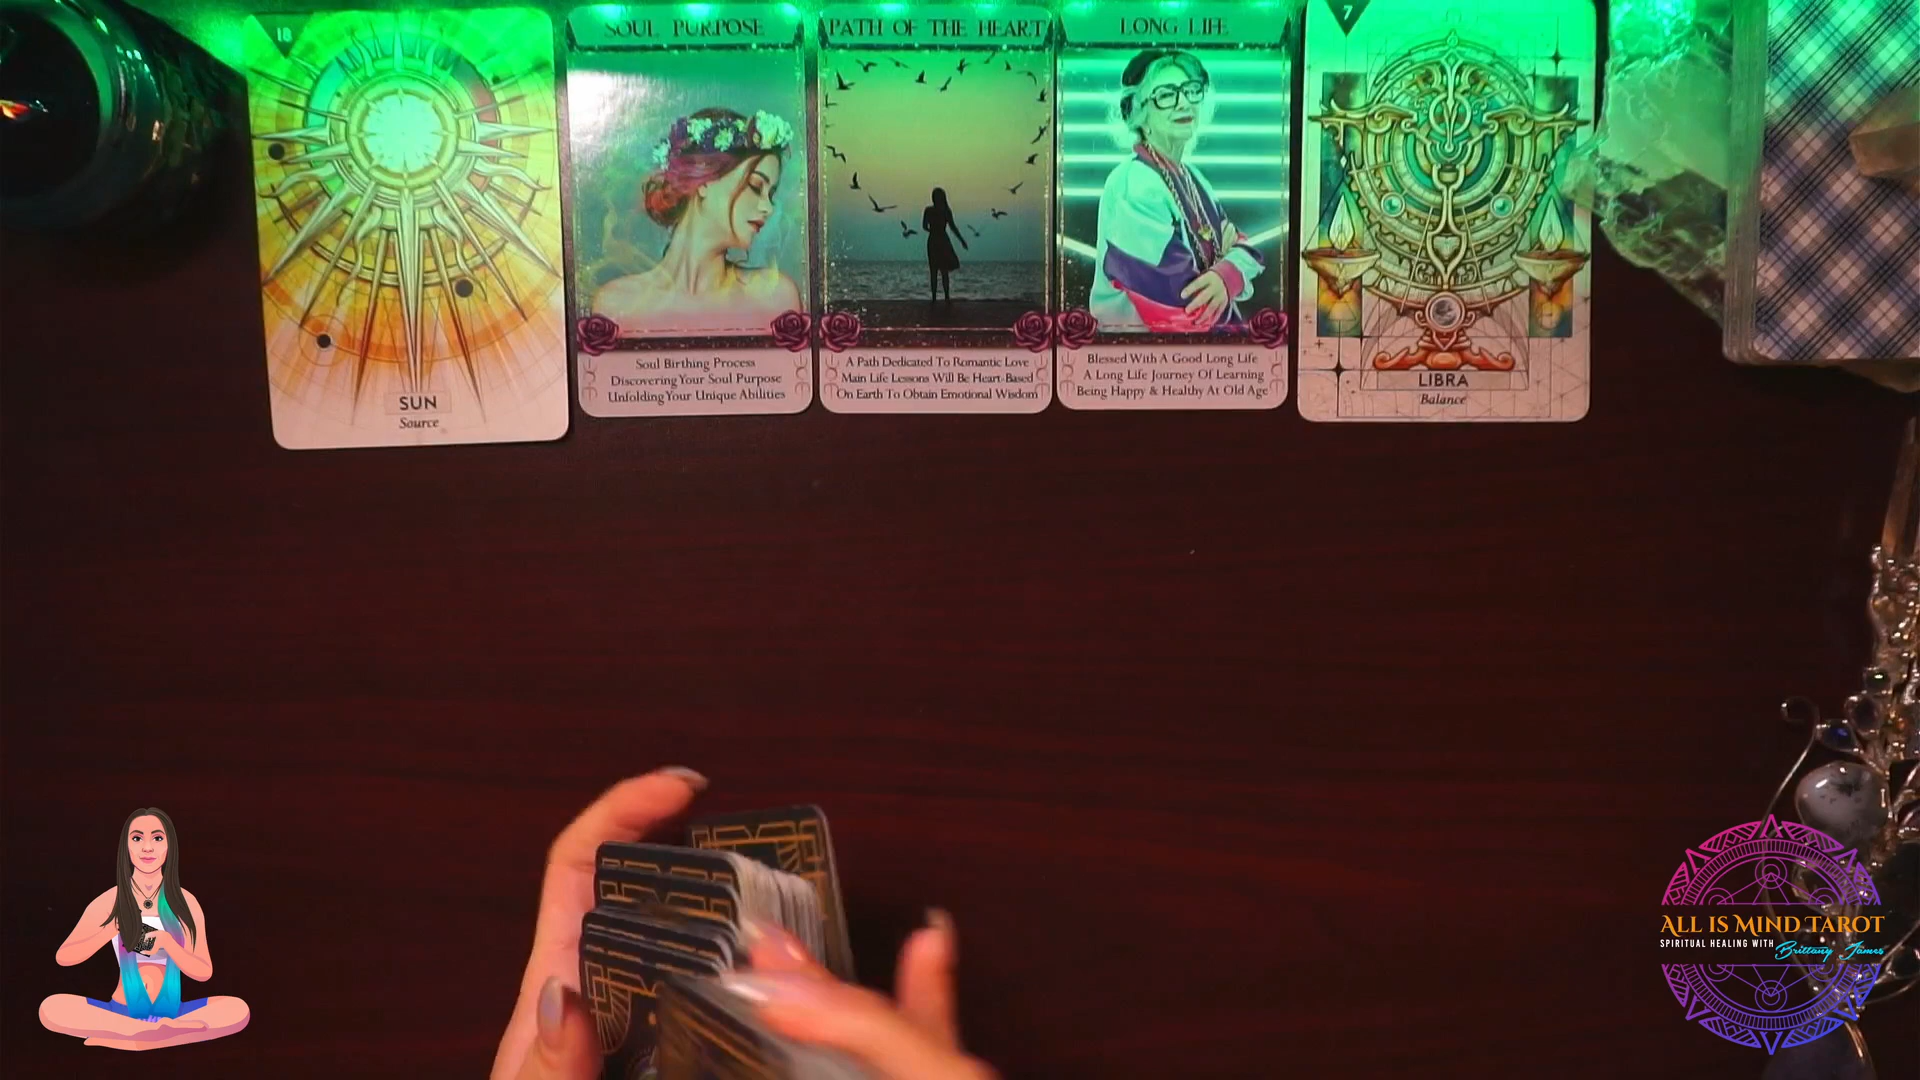 18
SUN
Source
SOUL PURPOSE
Soul Birthing Process
Discovering Your Soul Purpose
Unfolding Your Unique Abilities
PATH OF THE HEART
A Path Dedicated To Romantic Love
Main Life Lessons Will Be Heart-Based
On Earth To Obtain Emotional Wisdom
LONG LIFE
Blessed With A Good Long Life
A Long Life Journey Of Learning
Being Happy & Healthy At Old Age
7
LIBRA
Balance
ALL IS MIND TAROT
SPIRITUAL HEALING WITH Brittany James